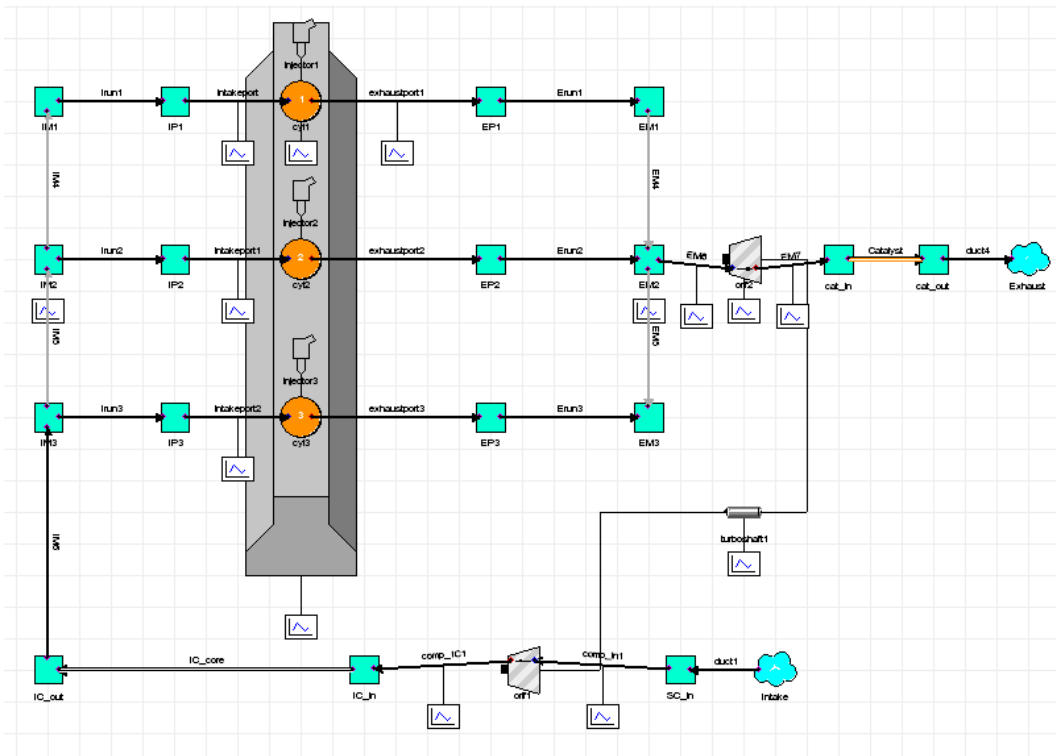 Injector1
Irun1
Intakeport
1
exhaustport1
Erun1
IM1
IP1
cyl1
EP1
EM1
IM4
EM4
Injector2
Irun2
Intakeport1
2
exhaustport2
Erun2
EM6
EM7
Catalyst
duct4
IM2
IP2
cyl2
EP2
EM2
orif2
cat_in
cat_out
Exhaust
IM5
EM5
Injector3
Irun3
Intakeport2
3
exhaustport3
Erun3
IM3
IP3
cyl3
EP3
EM3
IM6
turboshaft1
IC_core
comp_IC1
comp_in1
duct1
IC_out
IC_in
orif1
SC_in
Intake